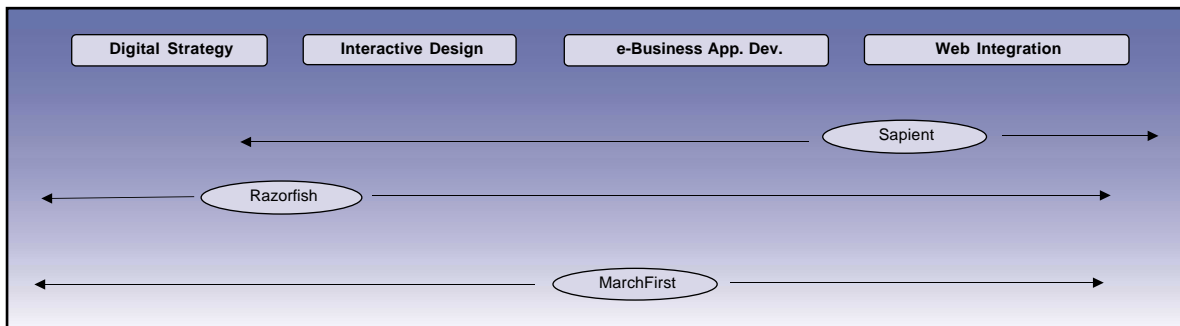 Digital Strategy Interactive Design e-Business App. Dev. Web Integration
Sapient
Razorfish
MarchFirst